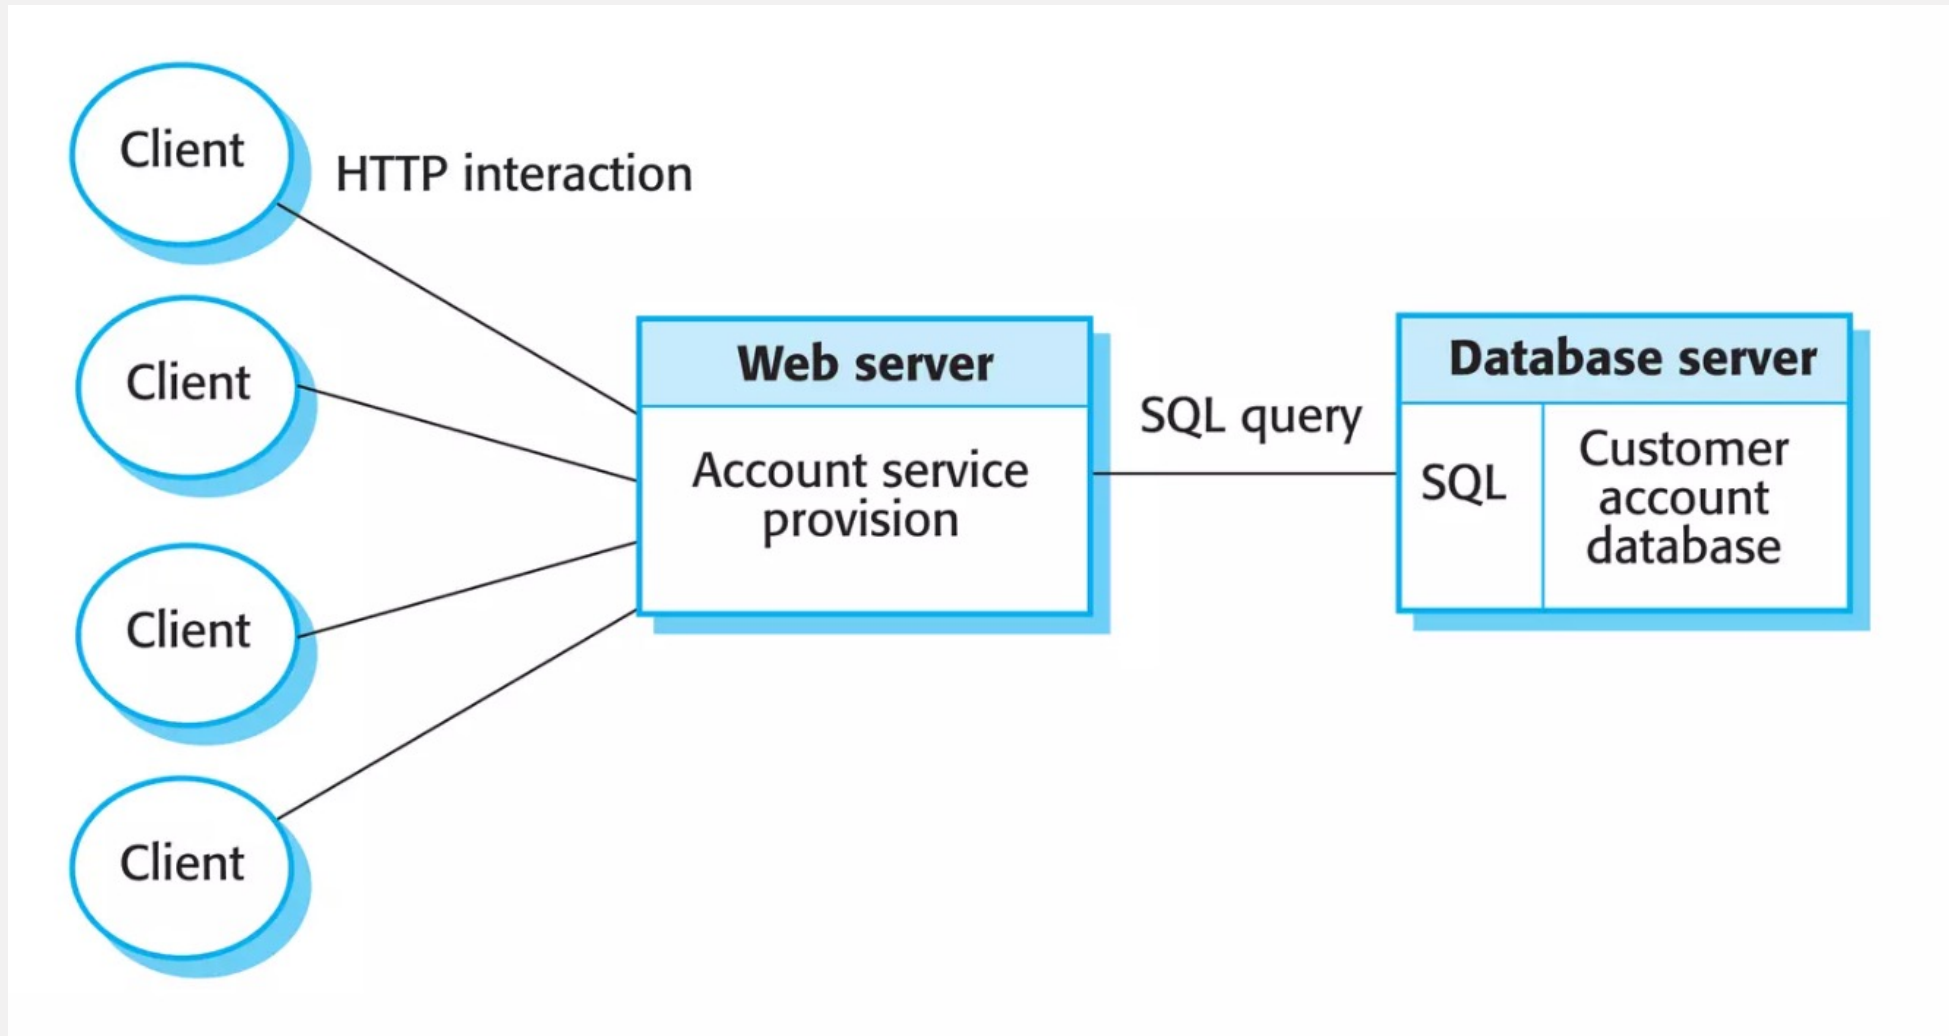 Client
HTTP interaction
Client
Client
Client
Web server
Account service
provision
SQL query
Database server
SQL
Customer
account
database